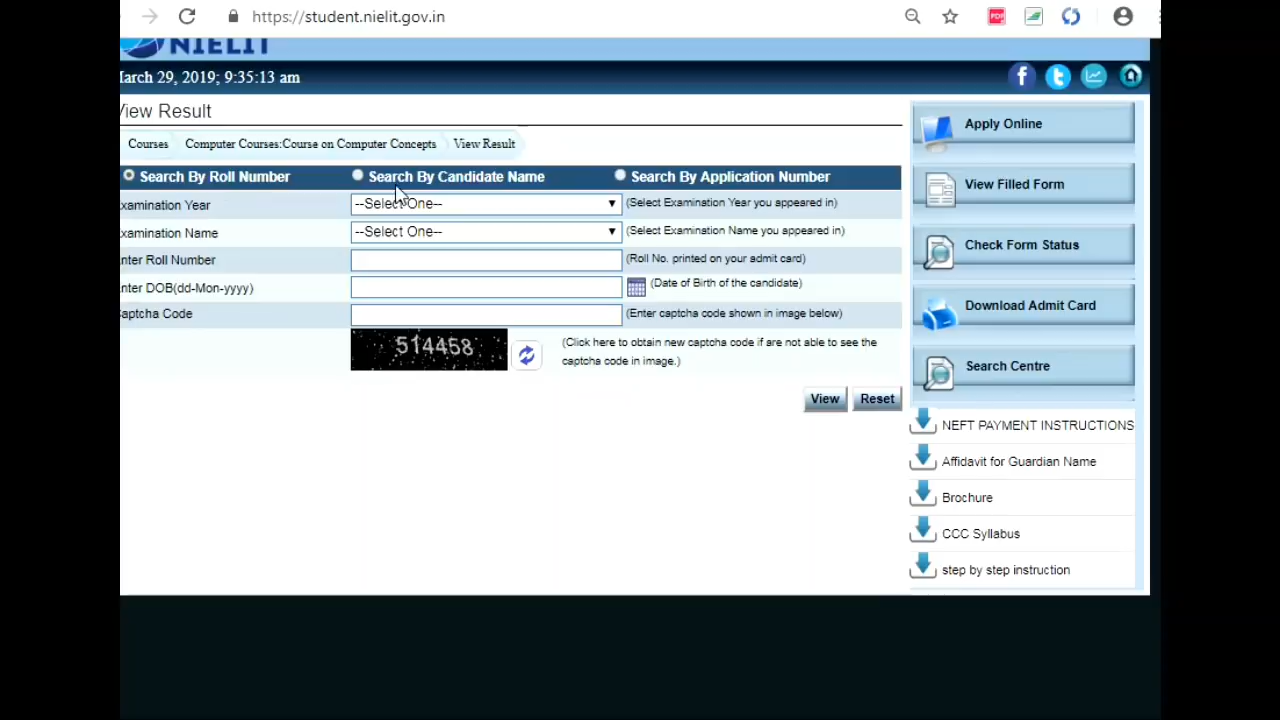 https://student.nielit.gov.in
NIELIT
March 29, 2019; 9:35:13 am
View Result
Courses Computer Courses:Course on Computer Concepts View Result
Search By Roll Number Search By Candidate Name Search By Application Number
xamination Year --Select One-- (Select Examination Year you appeared in)
xamination Name --Select One-- (Select Examination Name you appeared in)
nter Roll Number (Roll No. printed on your admit card)
nter DOB(dd-Mon-yyyy) (Date of Birth of the candidate)
aptcha Code (Enter captcha code shown in image below)
514458 (Click here to obtain new captcha code if are not able to see the
captcha code in image.)
View Reset
Apply Online
View Filled Form
Check Form Status
Download Admit Card
Search Centre
NEFT PAYMENT INSTRUCTIONS
Affidavit for Guardian Name
Brochure
CCC Syllabus
step by step instruction